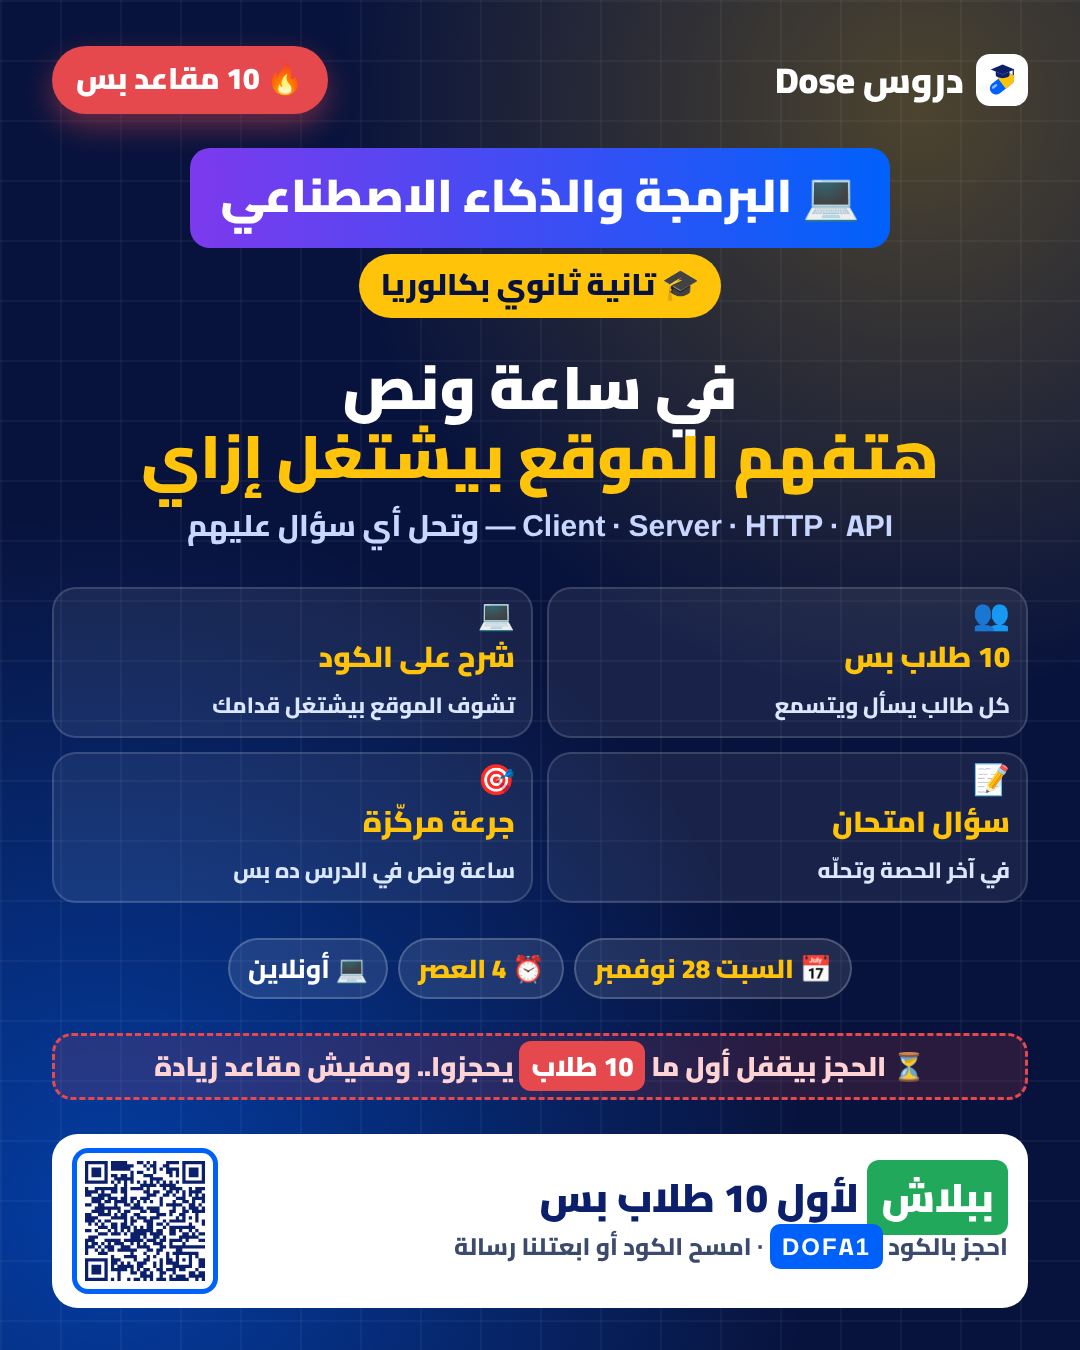 دروس Dose
🔥 10 مقاعد بس
💻 البرمجة والذكاء الاصطناعي
🎓 تانية ثانوي بكالوريا
في ساعة ونص
هتفهم الموقع بيشتغل إزاي
Client · Server · HTTP · API — وتحل أي سؤال عليهم
👥
10 طلاب بس
كل طالب يسأل ويتسمع
💻
شرح على الكود
تشوف الموقع بيشتغل قدامك
📝
سؤال امتحان
في آخر الحصة وتحلّه
🎯
جرعة مركّزة
ساعة ونص في الدرس ده بس
📅 السبت 28 نوفمبر
⏰ 4 العصر
💻 أونلاين
⏳ الحجز بيقفل أول ما 10 طلاب يحجزوا.. ومفيش مقاعد زيادة
ببلاش لأول 10 طلاب بس
احجز بالكود DOFA1 · امسح الكود أو ابعتلنا رسالة